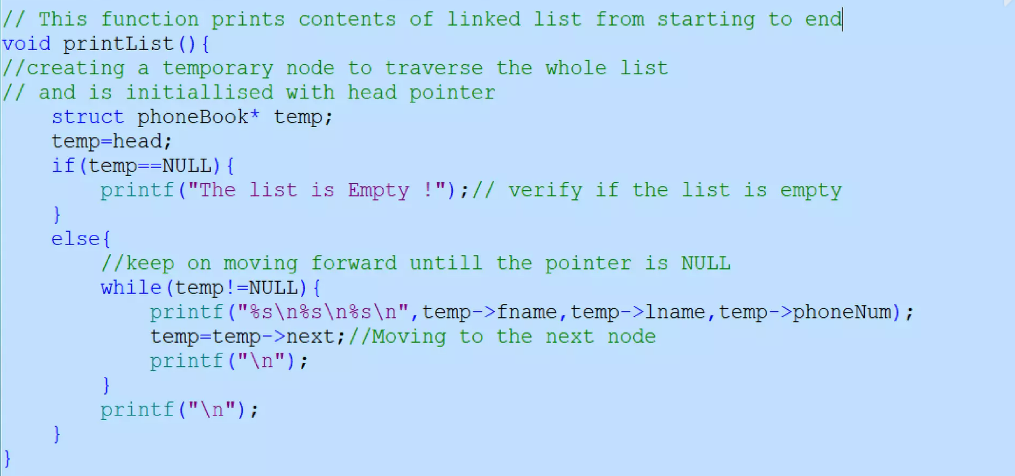 // This function prints contents of linked list from starting to end
void printList(){
//creating a temporary node to traverse the whole list
// and is initiallised with head pointer
    struct phoneBook* temp;
    temp=head;
    if(temp==NULL){
        printf("The list is Empty !");// verify if the list is empty
    }
    else{
        //keep on moving forward untill the pointer is NULL
        while(temp!=NULL){
            printf("%s\n%s\n%s\n",temp->fname,temp->lname,temp->phoneNum);
            temp=temp->next;//Moving to the next node
            printf("\n");
        }
        printf("\n");
    }
}